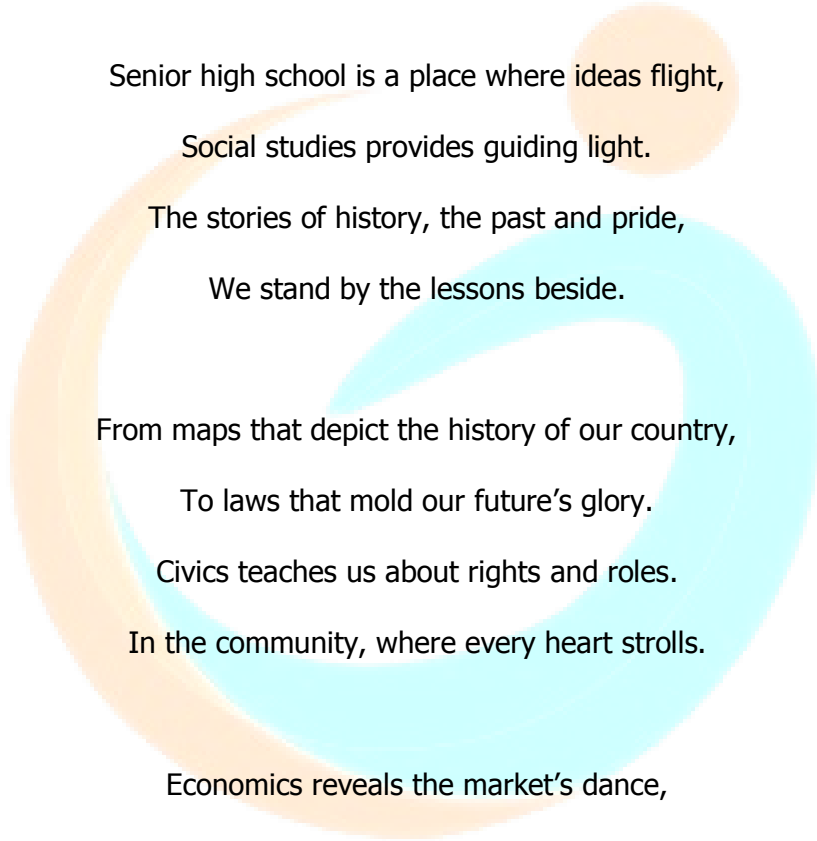 Senior high school is a place where ideas flight,
Social studies provides guiding light.
The stories of history, the past and pride,
We stand by the lessons beside.
From maps that depict the history of our country,
To laws that mold our future’s glory.
Civics teaches us about rights and roles.
In the community, where every heart strolls.
Economics reveals the market’s dance,